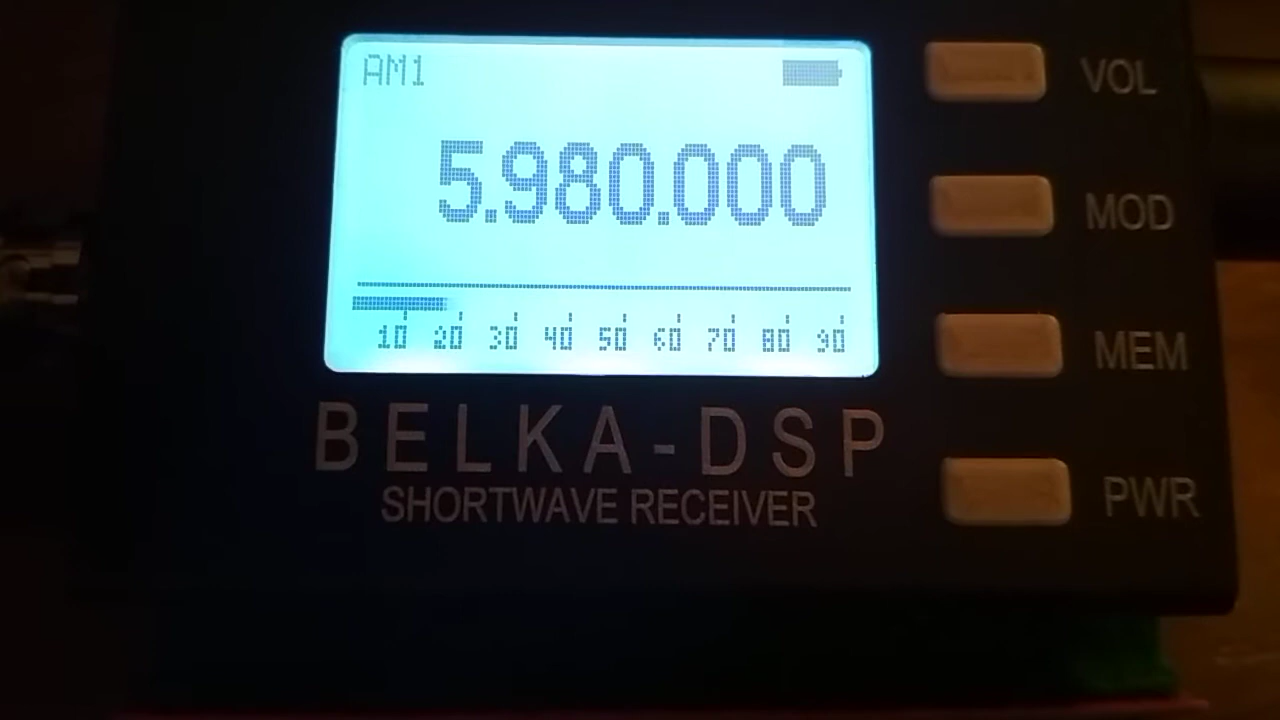 AM1
5.980.000
10 20 30 40 50 60 70 80 90
BELKA-DSP
SHORTWAVE RECEIVER
VOL
MOD
MEM
PWR